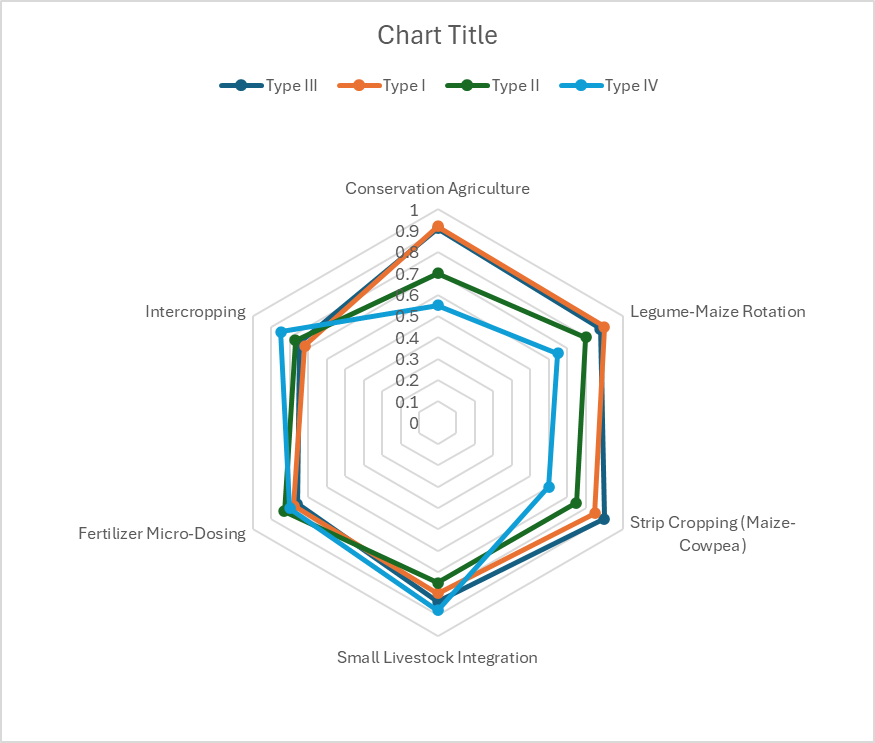 Chart Title
Type III
Type I
Type II
Type IV
Conservation Agriculture
1
0.9
0.8
0.7
0.6
0.5
0.4
0.3
0.2
0.1
0
Intercropping
Legume-Maize Rotation
Fertilizer Micro-Dosing
Strip Cropping (Maize-
Cowpea)
Small Livestock Integration